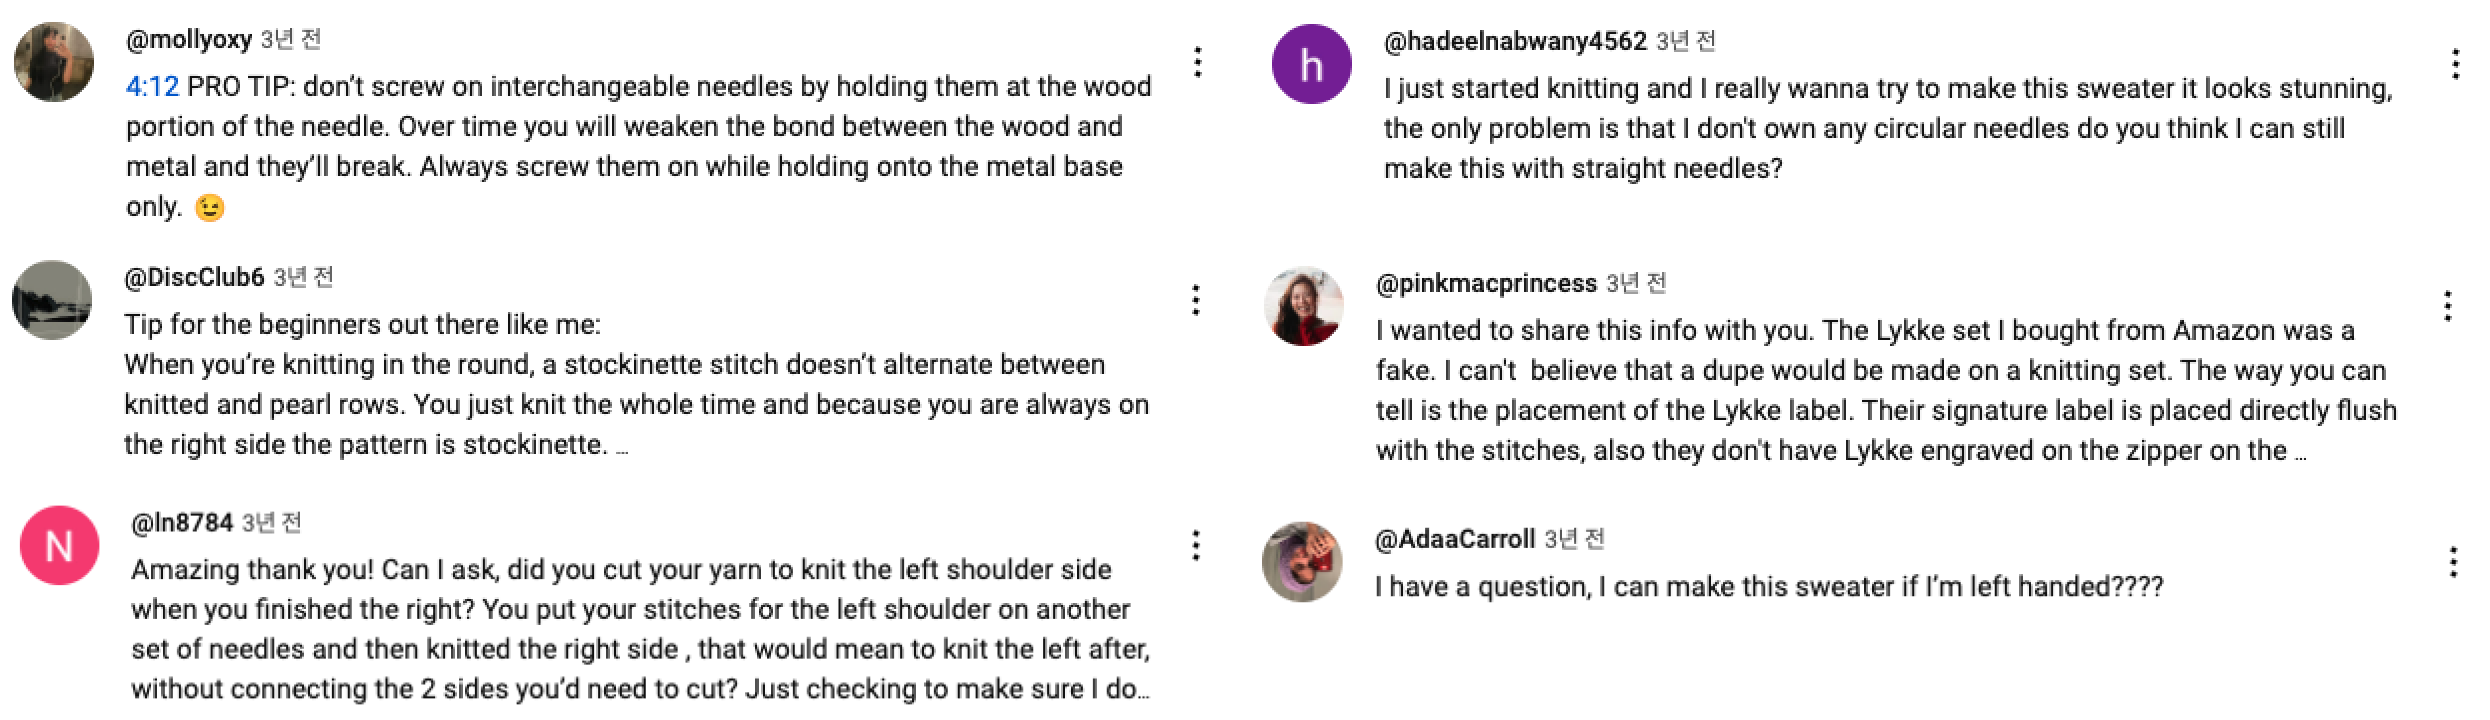 @mollyoxy 3년 전
4:12 PRO TIP: don’t screw on interchangeable needles by holding them at the wood
portion of the needle. Over time you will weaken the bond between the wood and
metal and they’ll break. Always screw them on while holding onto the metal base
only. 😉
@DiscClub6 3년 전
Tip for the beginners out there like me:
When you’re knitting in the round, a stockinette stitch doesn’t alternate between
knitted and pearl rows. You just knit the whole time and because you are always on
the right side the pattern is stockinette. ...
N
@ln8784 3년 전
Amazing thank you! Can I ask, did you cut your yarn to knit the left shoulder side
when you finished the right? You put your stitches for the left shoulder on another
set of needles and then knitted the right side , that would mean to knit the left after,
without connecting the 2 sides you’d need to cut? Just checking to make sure I do...
h
@hadeelnabwany4562 3년 전
I just started knitting and I really wanna try to make this sweater it looks stunning,
the only problem is that I don't own any circular needles do you think I can still
make this with straight needles?
@pinkmacprincess 3년 전
I wanted to share this info with you. The Lykke set I bought from Amazon was a
fake. I can't  believe that a dupe would be made on a knitting set. The way you can
tell is the placement of the Lykke label. Their signature label is placed directly flush
with the stitches, also they don't have Lykke engraved on the zipper on the ...
@AdaaCarroll 3년 전
I have a question, I can make this sweater if I’m left handed????